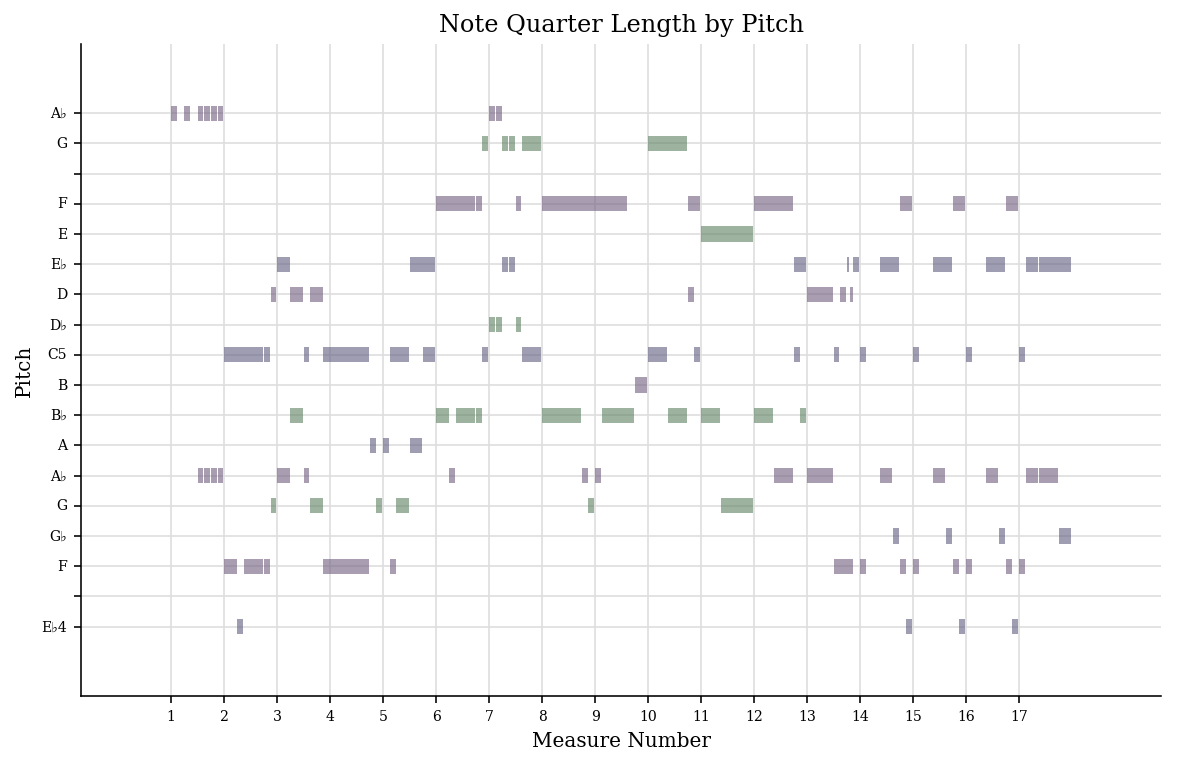 Note Quarter Length by Pitch
A♭
G
F
E
E♭
D
D♭
C5
B
B♭
A
A♭
G
G♭
F
E♭4
Pitch
1 2 3 4 5 6 7 8 9 10 11 12 13 14 15 16 17
Measure Number